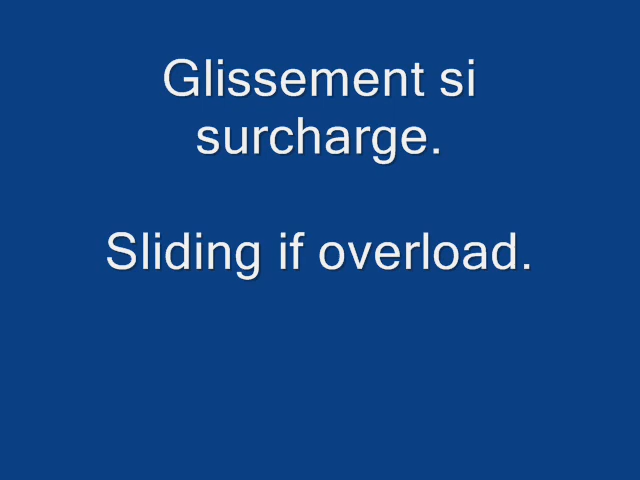 Glissement si
surcharge.
Sliding if overload.